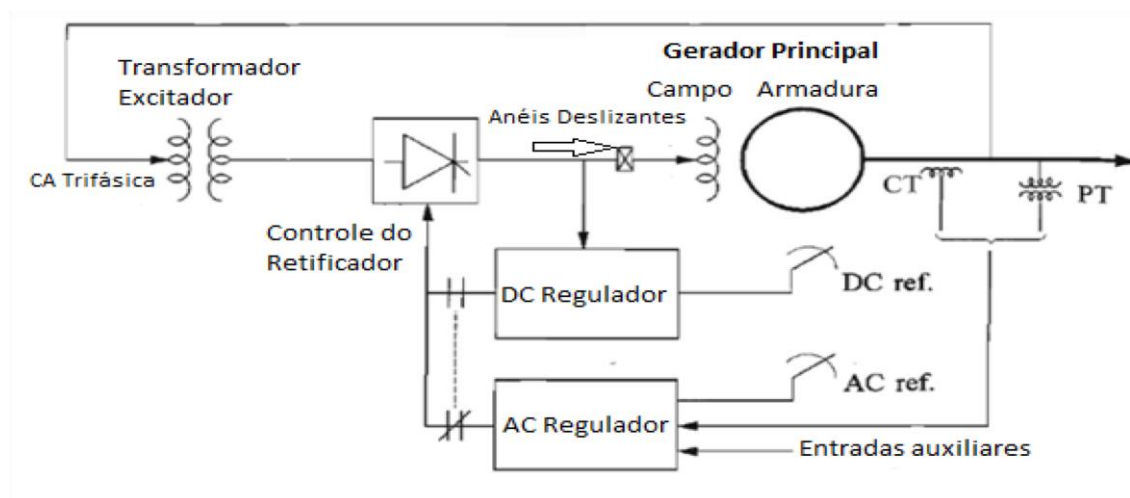 Gerador Principal
Transformador
Excitador
Campo
Armadura
Anéis Deslizantes
CA Trifásica
CT
PT
Controle do
Retificador
DC Regulador
DC ref.
AC ref.
AC Regulador
Entradas auxiliares